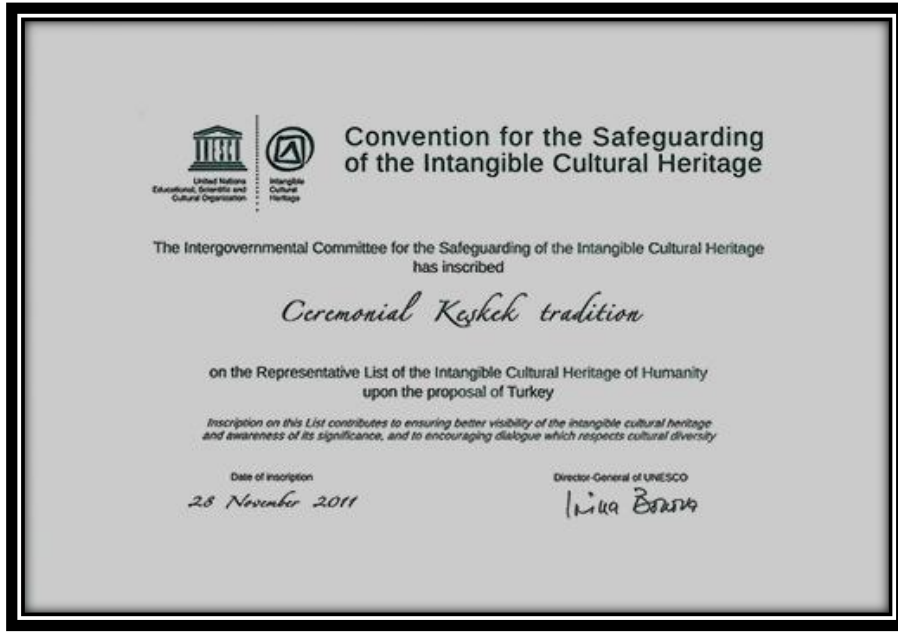 Convention for the Safeguarding
of the Intangible Cultural Heritage
United Nations
Educational, Scientific and
Cultural Organization
Intangible
Cultural
Heritage
The Intergovernmental Committee for the Safeguarding of the Intangible Cultural Heritage
has inscribed
Ceremonial Keşkek tradition
on the Representative List of the Intangible Cultural Heritage of Humanity
upon the proposal of Turkey
Inscription on this List contributes to ensuring better visibility of the intangible cultural heritage
and awareness of its significance, and to encouraging dialogue which respects cultural diversity
Date of inscription
28 November 2011
Director-General of UNESCO
Irina Bokova